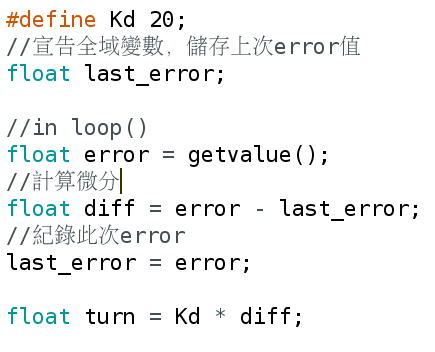 #define Kd 20;
//宣告全域變數，儲存上次error值
float last_error;
//in loop()
float error = getvalue();
//計算微分
float diff = error - last_error;
//紀錄此次error
last_error = error;
float turn = Kd * diff;